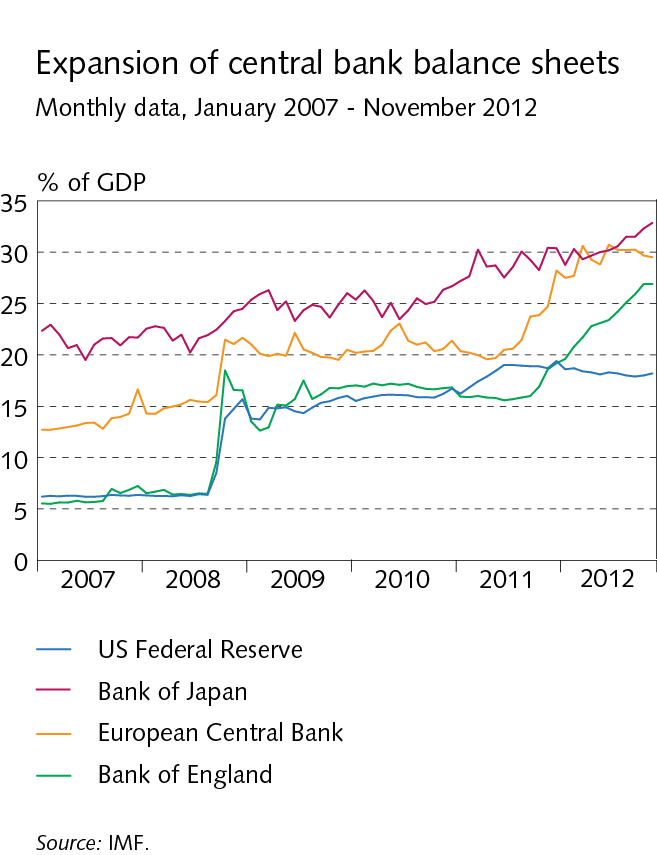 Expansion of central bank balance sheets
Monthly data, January 2007 - November 2012
% of GDP
35
30
25
20
15
10
5
0
2007 2008 2009 2010 2011 2012
US Federal Reserve
Bank of Japan
European Central Bank
Bank of England
Source: IMF.